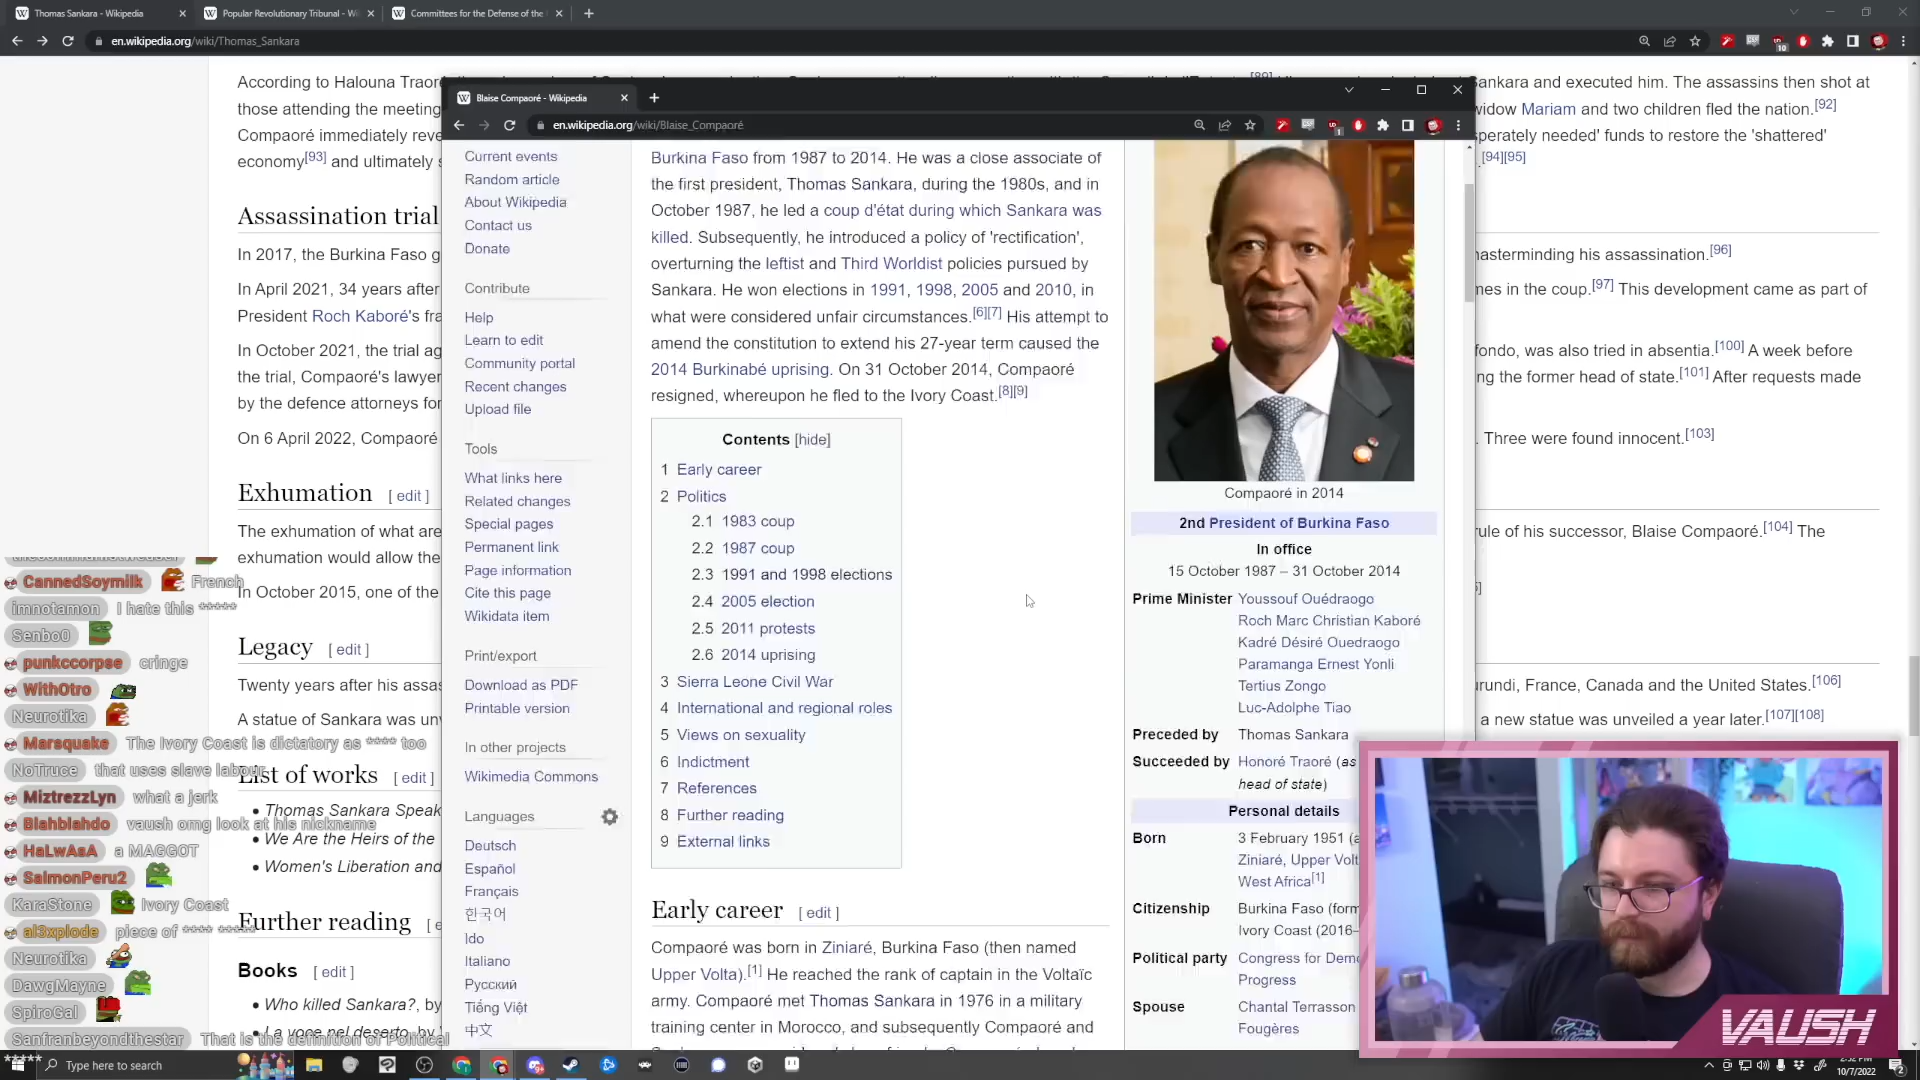 Thomas Sankara - Wikipedia
Popular Revolutionary Tribunal - Wi
Committees for the Defense of the
en.wikipedia.org/wiki/Thomas_Sankara
According to Halouna Traor
those attending the meeting
Compaoré immediately reve
economy[93] and ultimately s
Assassination trial
In 2017, the Burkina Faso g
In April 2021, 34 years after
President Roch Kaboré's fra
In October 2021, the trial ag
the trial, Compaoré's lawyer
by the defence attorneys for
On 6 April 2022, Compaoré
Exhumation [ edit ]
The exhumation of what are
exhumation would allow the
In October 2015, one of the
Legacy [ edit ]
Twenty years after his assa
A statue of Sankara was unv
List of works [ edit ]
• Thomas Sankara Speak
• We Are the Heirs of the
• Women's Liberation and
Further reading [ e
Books [ edit ]
• Who killed Sankara?, by
• La voce nel deserto, by
CannedSoymilk French
imnotamon I hate this *****
Senbo0
punkccorpse cringe
WithOtro
Neurotika
Marsquake The Ivory Coast is dictatory as **** too
NoTruce that uses slave labour
MiztrezzLyn what a jerk
Blahblahdo vaush omg look at his nickname
HaLwAsA a MAGGOT
SalmonPeru2
KaraStone Ivory Coast
al3xplode piece of **** *****
Neurotika
DawgMayne
SpiroGal
Sanfranbeyondthestar That is the definition of Political
*****
Blaise Compaoré - Wikipedia
en.wikipedia.org/wiki/Blaise_Compaoré
Current events
Random article
About Wikipedia
Contact us
Donate
Contribute
Help
Learn to edit
Community portal
Recent changes
Upload file
Tools
What links here
Related changes
Special pages
Permanent link
Page information
Cite this page
Wikidata item
Print/export
Download as PDF
Printable version
In other projects
Wikimedia Commons
Languages
Deutsch
Español
Français
한국어
Ido
Italiano
Русский
Tiếng Việt
中文
Burkina Faso from 1987 to 2014. He was a close associate of
the first president, Thomas Sankara, during the 1980s, and in
October 1987, he led a coup d'état during which Sankara was
killed. Subsequently, he introduced a policy of 'rectification',
overturning the leftist and Third Worldist policies pursued by
Sankara. He won elections in 1991, 1998, 2005 and 2010, in
what were considered unfair circumstances.[6][7] His attempt to
amend the constitution to extend his 27-year term caused the
2014 Burkinabé uprising. On 31 October 2014, Compaoré
resigned, whereupon he fled to the Ivory Coast.[8][9]
Contents [hide]
1 Early career
2 Politics
2.1 1983 coup
2.2 1987 coup
2.3 1991 and 1998 elections
2.4 2005 election
2.5 2011 protests
2.6 2014 uprising
3 Sierra Leone Civil War
4 International and regional roles
5 Views on sexuality
6 Indictment
7 References
8 Further reading
9 External links
Early career [ edit ]
Compaoré was born in Ziniaré, Burkina Faso (then named
Upper Volta).[1] He reached the rank of captain in the Voltaïc
army. Compaoré met Thomas Sankara in 1976 in a military
training center in Morocco, and subsequently Compaoré and
Compaoré in 2014
2nd President of Burkina Faso
In office
15 October 1987 – 31 October 2014
Prime Minister Youssouf Ouédraogo
Roch Marc Christian Kaboré
Kadré Désiré Ouedraogo
Paramanga Ernest Yonli
Tertius Zongo
Luc-Adolphe Tiao
Preceded by Thomas Sankara
Succeeded by Honoré Traoré (as
head of state)
Personal details
Born 3 February 1951 (a
Ziniaré, Upper Volt
West Africa[1]
Citizenship Burkina Faso (form
Ivory Coast (2016–
Political party Congress for Demo
Progress
Spouse Chantal Terrasson
Fougères
[89]
Sankara and executed him. The assassins then shot at
widow Mariam and two children fled the nation.[92]
sperately needed' funds to restore the 'shattered'
.[94][95]
nasterminding his assassination.[96]
nes in the coup.[97] This development came as part of
fondo, was also tried in absentia.[100] A week before
ng the former head of state.[101] After requests made
. Three were found innocent.[103]
rule of his successor, Blaise Compaoré.[104] The
urundi, France, Canada and the United States.[106]
a new statue was unveiled a year later.[107][108]
VAUSH
Type here to search
2:32 PM
10/7/2022